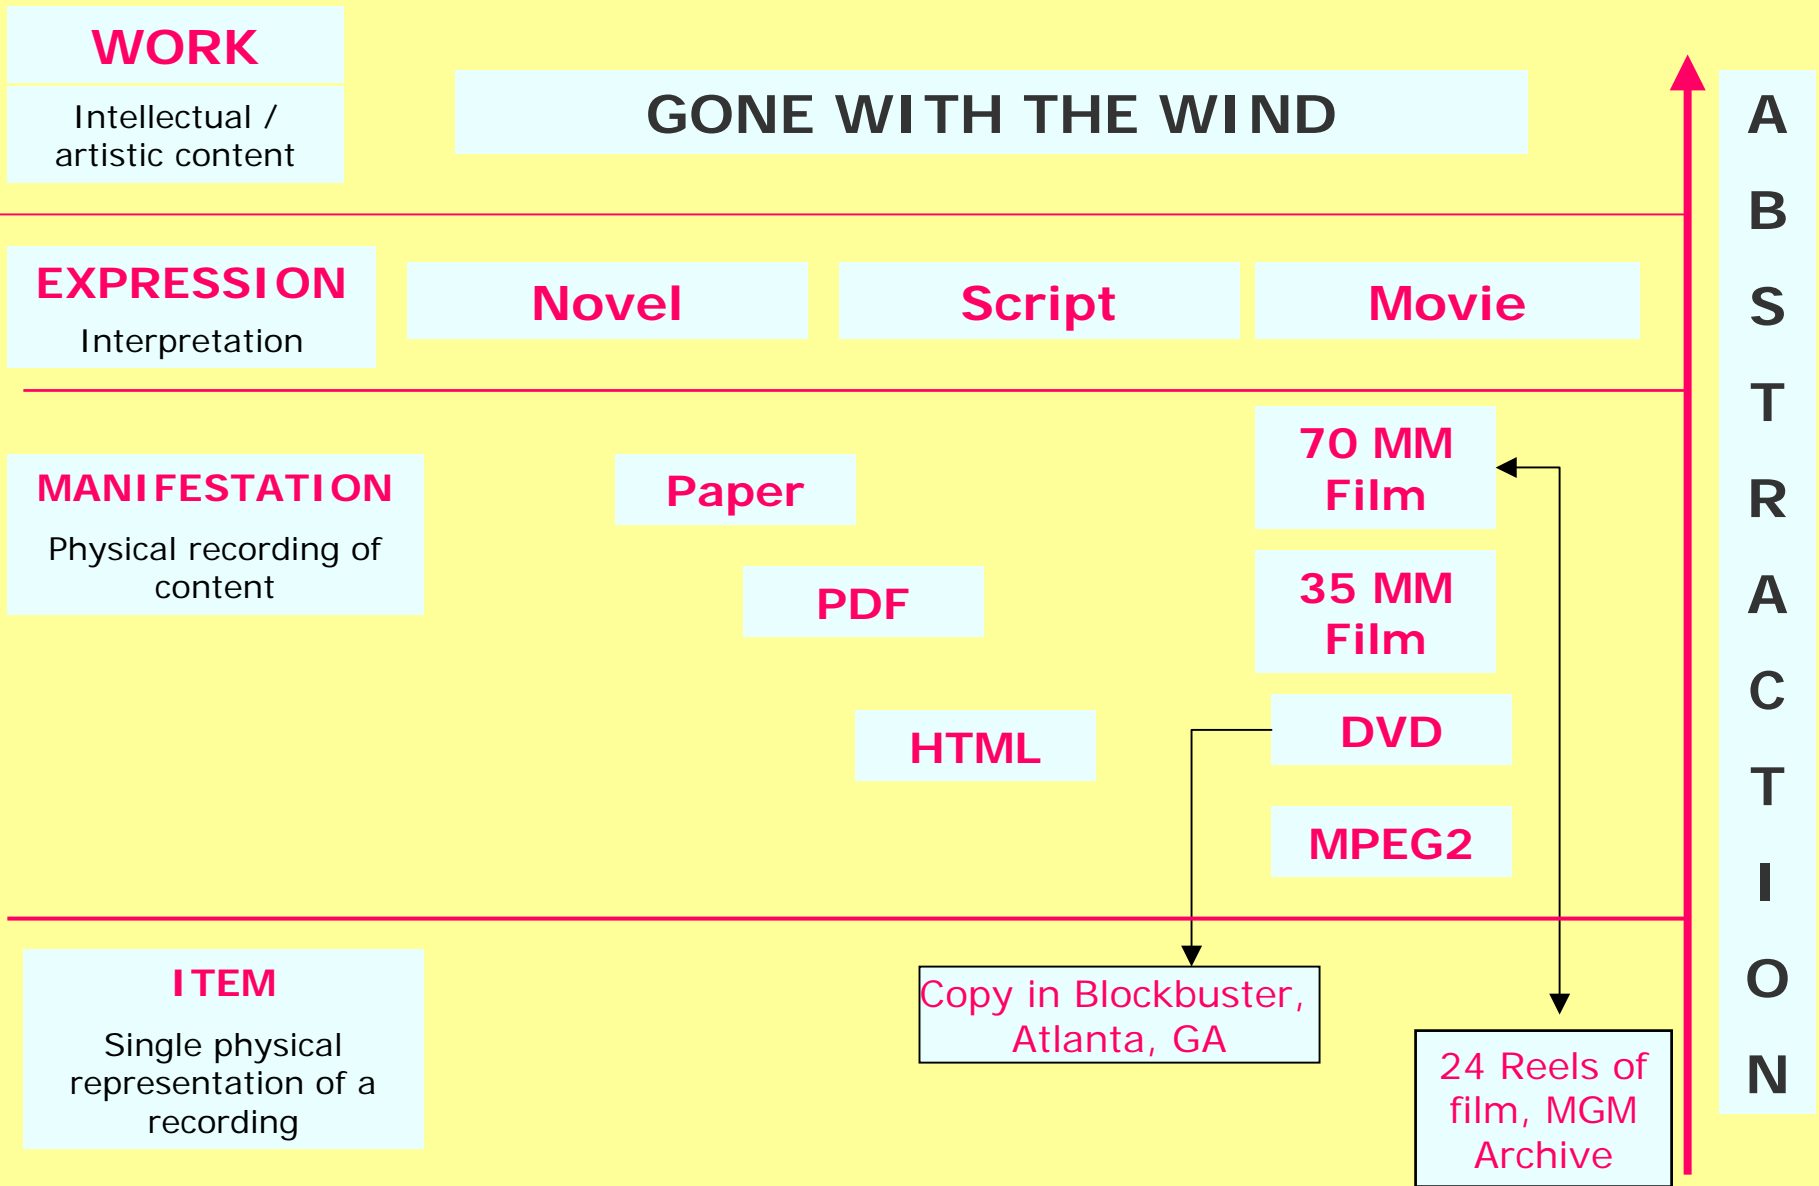 WORK
Intellectual /
artistic content
GONE WITH THE WIND
EXPRESSION
Interpretation
Novel
Script
Movie
MANIFESTATION
Physical recording of
content
Paper
PDF
HTML
70 MM
Film
35 MM
Film
DVD
MPEG2
ITEM
Single physical
representation of a
recording
Copy in Blockbuster,
Atlanta, GA
24 Reels of
film, MGM
Archive
A
B
S
T
R
A
C
T
I
O
N